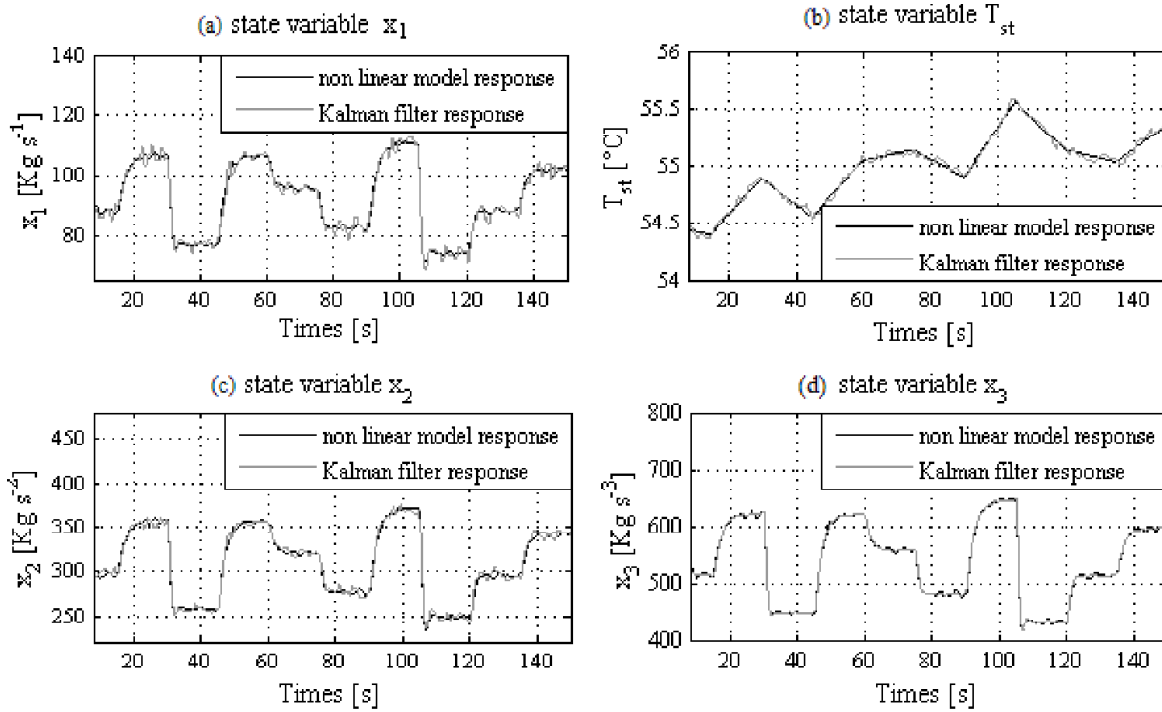 (a) state variable x₁
140
120
100
80
x₁ [Kg s⁻¹]
non linear model response
Kalman filter response
20 40 60 80 100 120 140
Times [s]
(b) state variable T_st
56
55.5
55
54.5
54
T_st [°C]
non linear model response
Kalman filter response
20 40 60 80 100 120 140
Times [s]
(c) state variable x₂
450
400
350
300
250
x₂ [Kg s⁻²]
non linear model response
Kalman filter response
20 40 60 80 100 120 140
Times [s]
(d) state variable x₃
800
700
600
500
400
x₃ [Kg s⁻³]
non linear model response
Kalman filter response
20 40 60 80 100 120 140
Times [s]